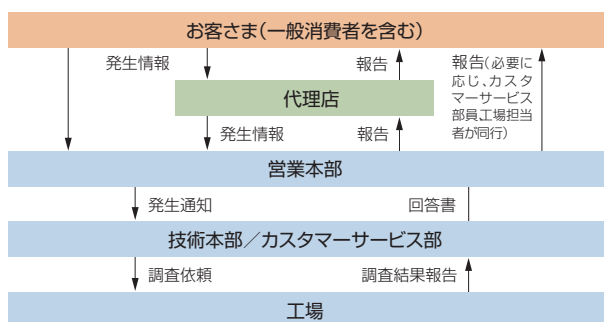 お客さま(一般消費者を含む)
発生情報
報告
報告(必要に
応じ、カスタ
マーサービス
部員、工場担当
者が同行)
代理店
発生情報
報告
営業本部
発生通知
回答書
技術本部／カスタマーサービス部
調査依頼
調査結果報告
工場